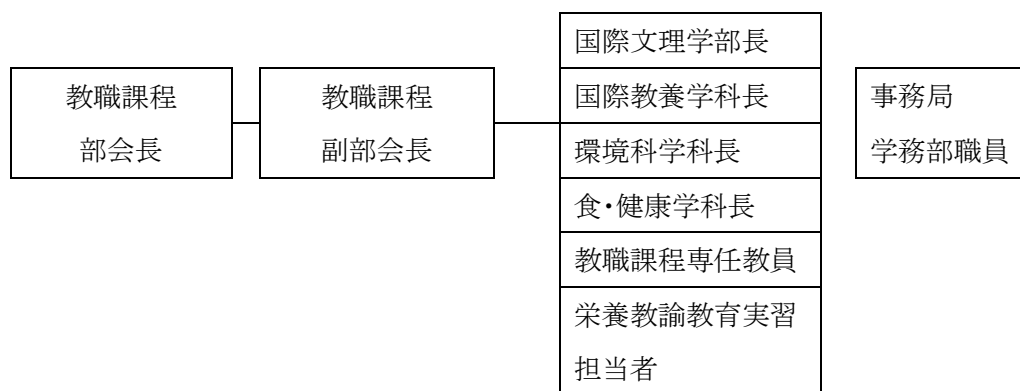 教職課程
部会長
教職課程
副部会長
国際文理学部長
国際教養学科長
環境科学科長
食・健康学科長
教職課程専任教員
栄養教諭教育実習
担当者
事務局
学務部職員